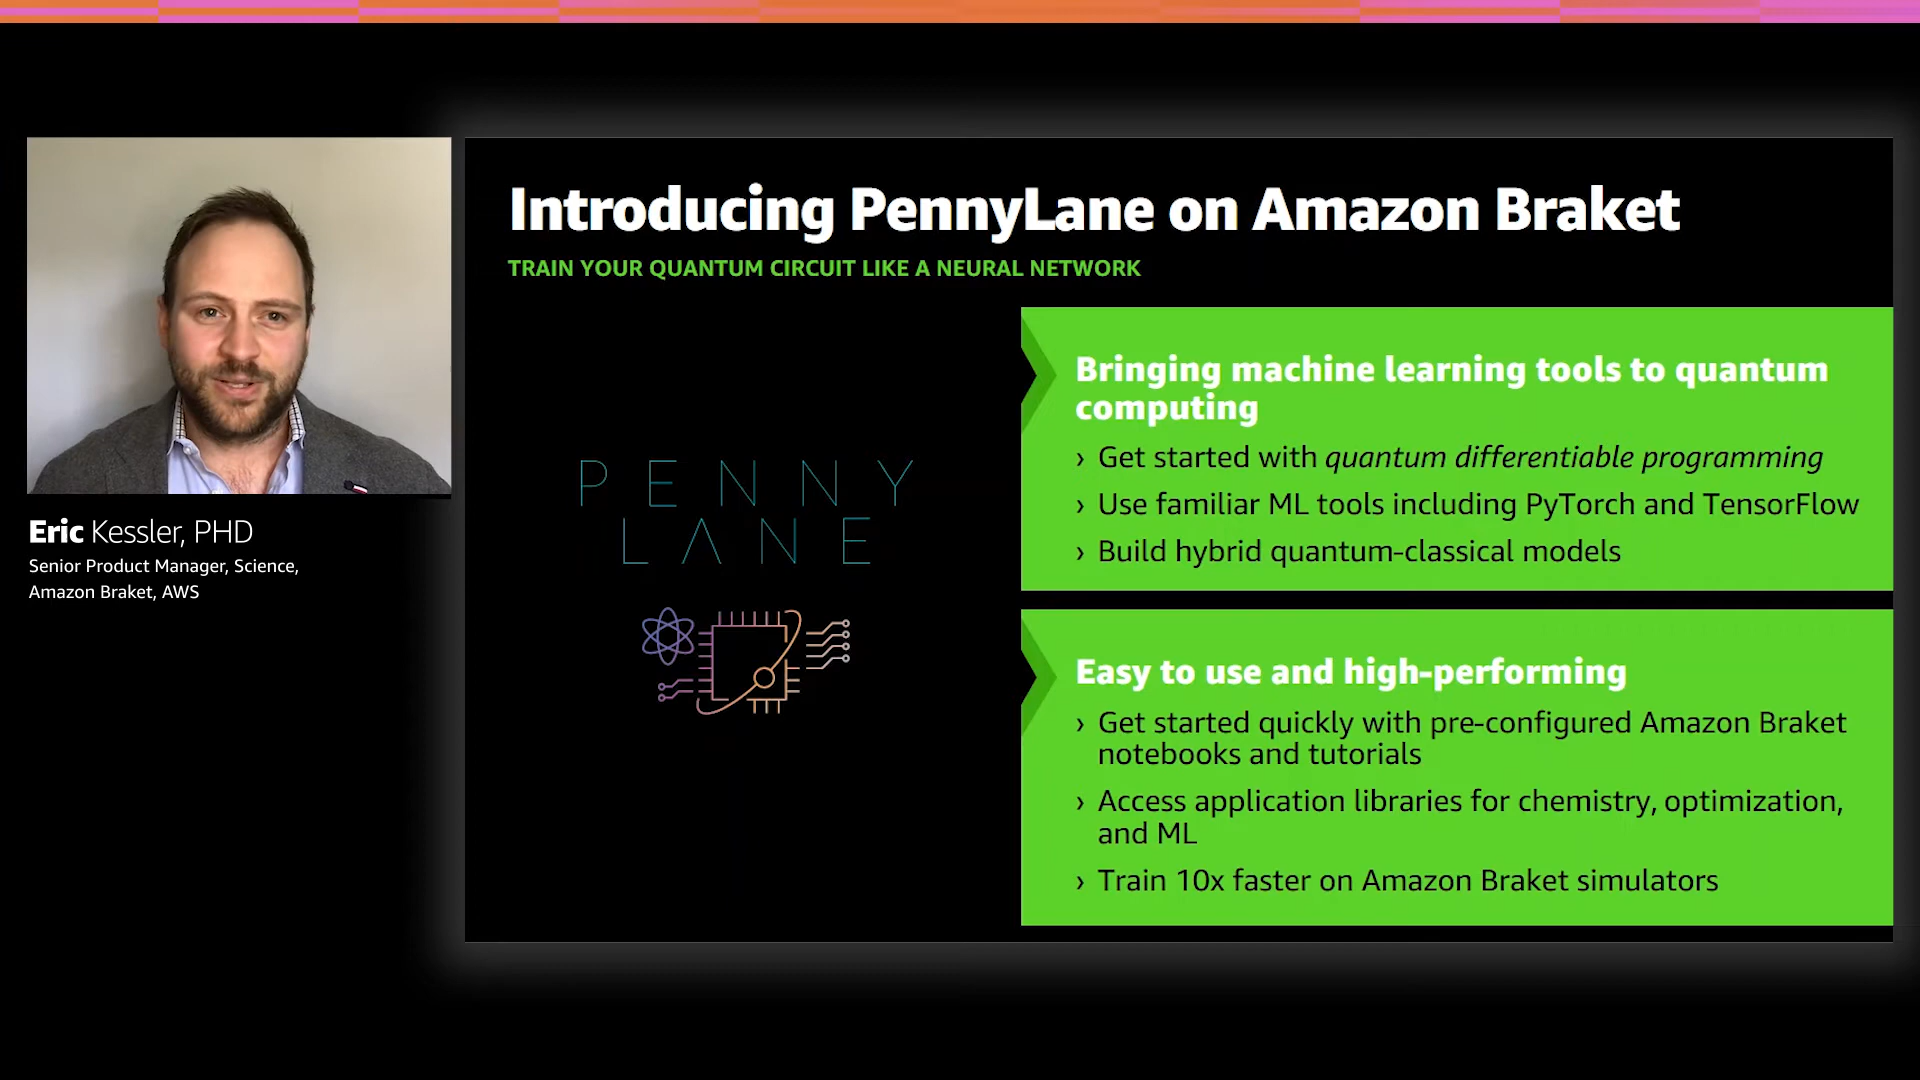 Introducing PennyLane on Amazon Braket
TRAIN YOUR QUANTUM CIRCUIT LIKE A NEURAL NETWORK
Eric Kessler, PHD
Senior Product Manager, Science,
Amazon Braket, AWS
PENNY
LANE
Bringing machine learning tools to quantum
computing
› Get started with quantum differentiable programming
› Use familiar ML tools including PyTorch and TensorFlow
› Build hybrid quantum-classical models
Easy to use and high-performing
› Get started quickly with pre-configured Amazon Braket
notebooks and tutorials
› Access application libraries for chemistry, optimization,
and ML
› Train 10x faster on Amazon Braket simulators